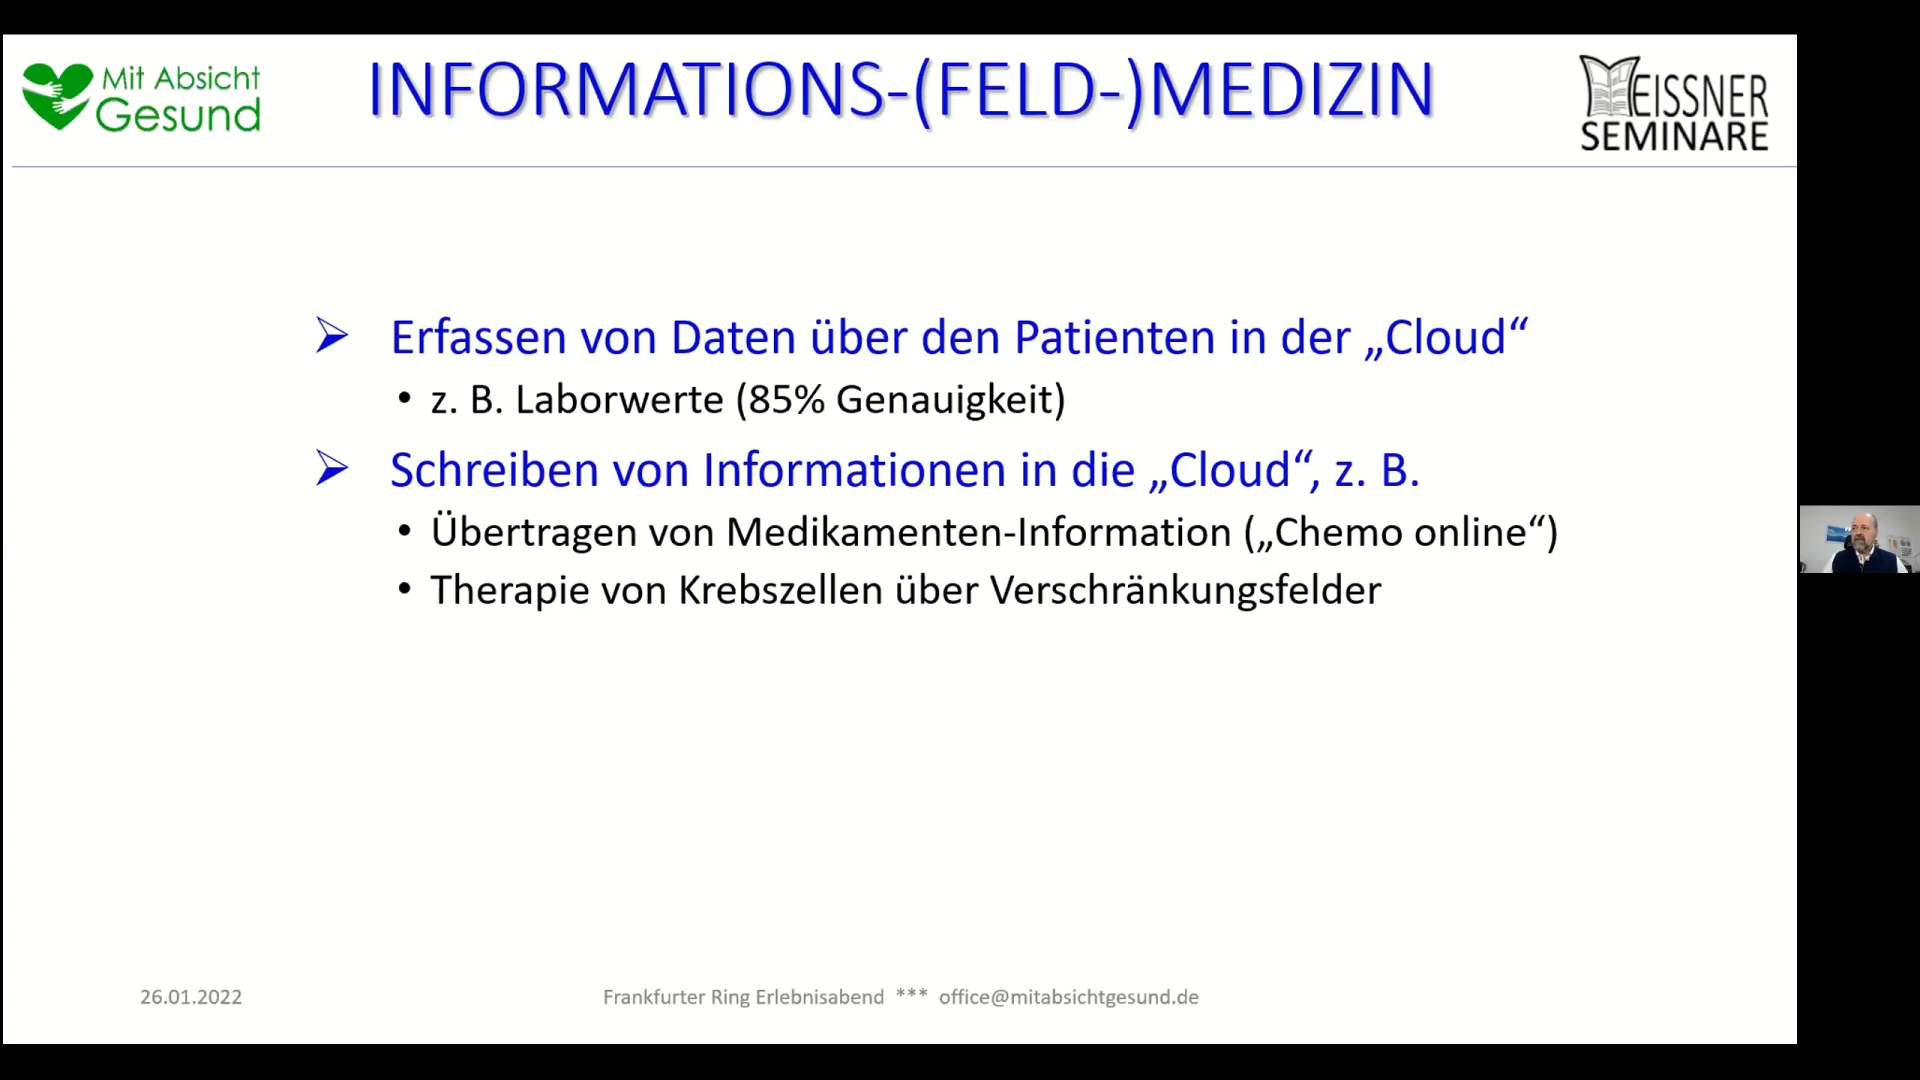 Mit Absicht
Gesund
INFORMATIONS-(FELD-)MEDIZIN
MEISSNER
SEMINARE
Erfassen von Daten über den Patienten in der „Cloud“
• z. B. Laborwerte (85% Genauigkeit)
Schreiben von Informationen in die „Cloud“, z. B.
• Übertragen von Medikamenten-Information („Chemo online“)
• Therapie von Krebszellen über Verschränkungsfelder
26.01.2022
Frankfurter Ring Erlebnisabend *** office@mitabsichtgesund.de